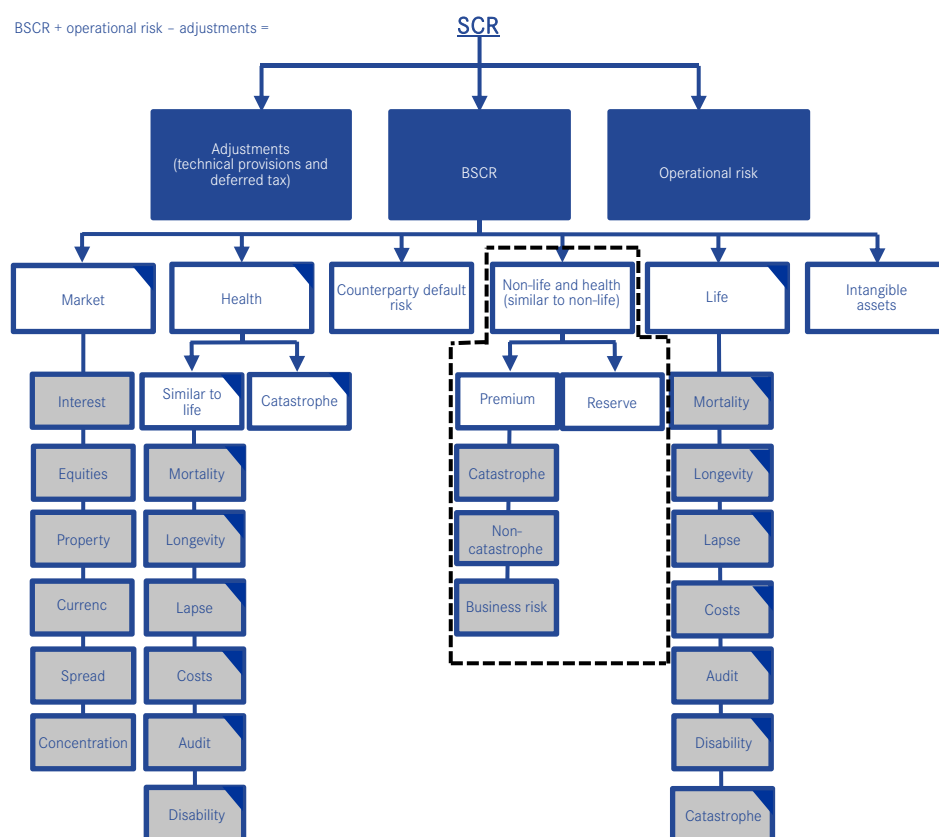 BSCR + operational risk – adjustments =
SCR
Adjustments
(technical provisions and
deferred tax)
BSCR
Operational risk
Market
Health
Counterparty default
risk
Non-life and health
(similar to non-life)
Life
Intangible
assets
Interest
Similar to
life
Catastrophe
Premium
Reserve
Mortality
Equities
Mortality
Catastrophe
Longevity
Property
Longevity
Non-
catastrophe
Lapse
Currenc
Lapse
Business risk
Costs
Spread
Costs
Audit
Concentration
Audit
Disability
Disability
Catastrophe